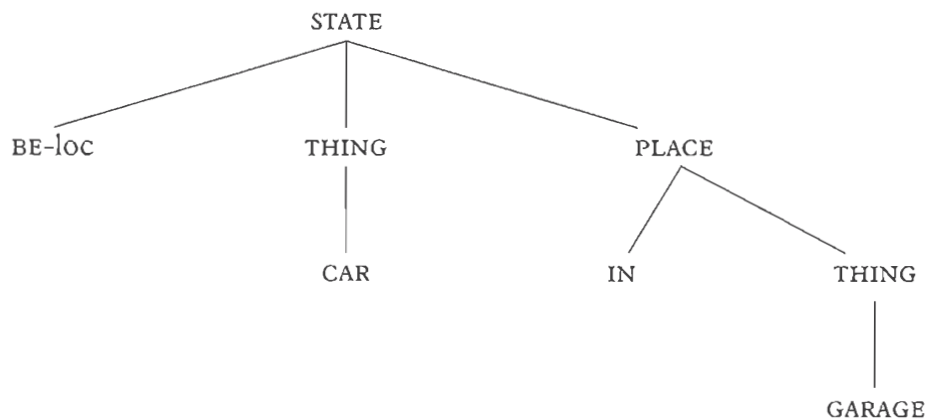 STATE
BE-loc THING PLACE
CAR IN THING
GARAGE